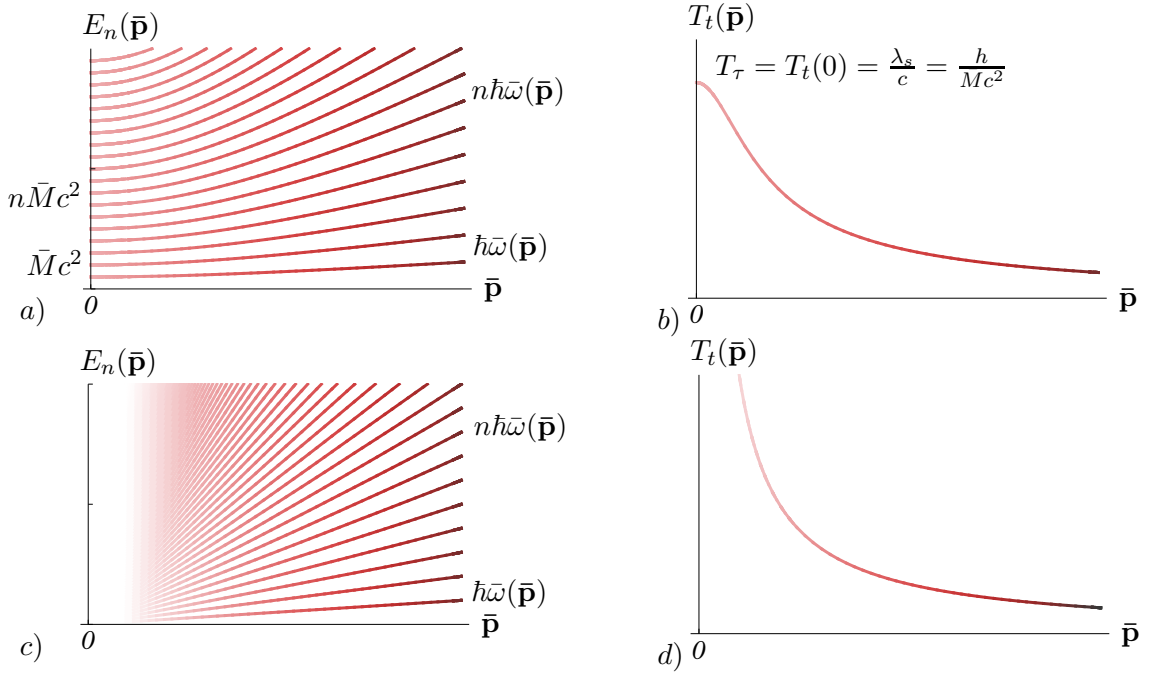 E_n(p̄)
nħω̄(p̄)
nM̄c²
M̄c²
ħω̄(p̄)
p̄
0
a)
T_t(p̄)
T_τ = T_t(0) = λ_s/c = h/Mc²
p̄
0
b)
E_n(p̄)
nħω̄(p̄)
ħω̄(p̄)
p̄
0
c)
T_t(p̄)
p̄
0
d)